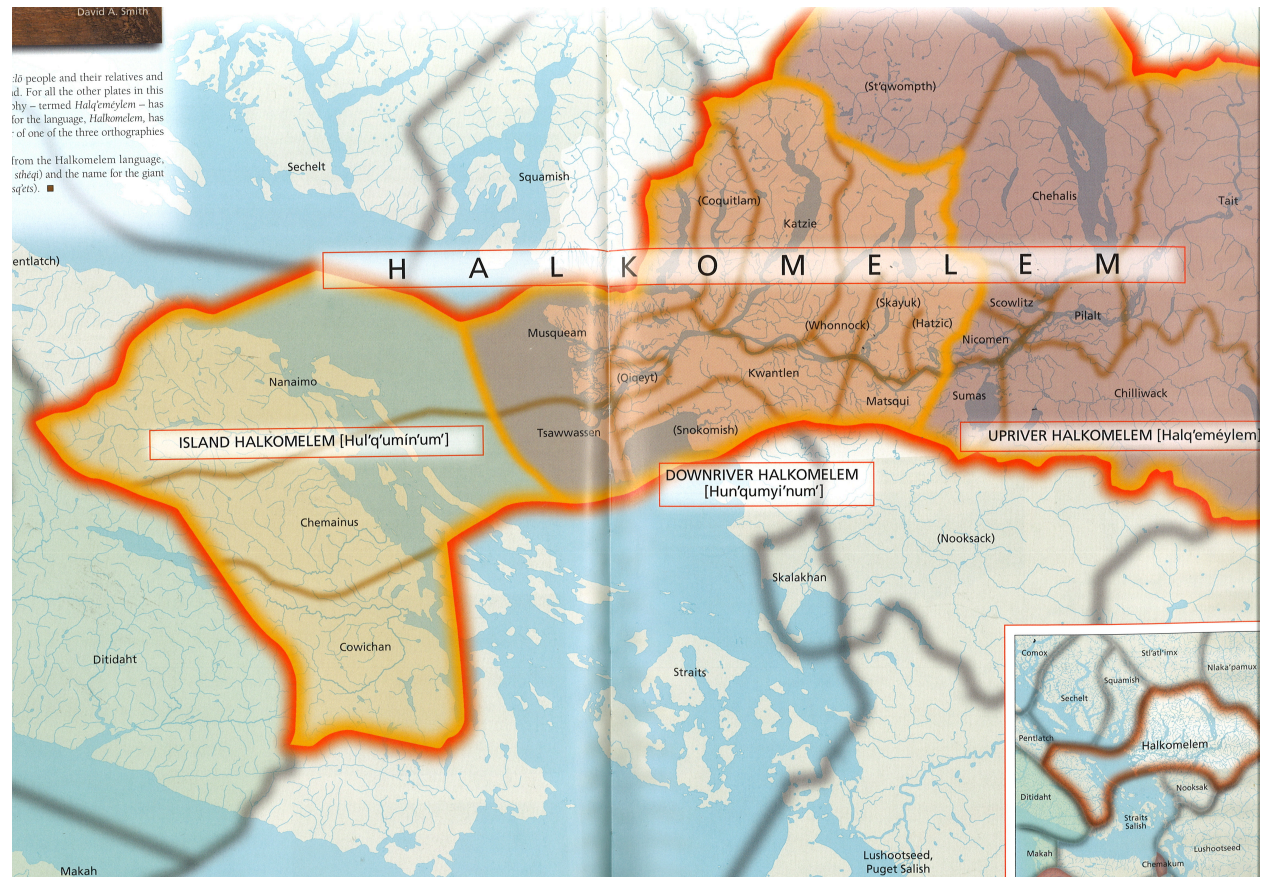 David A. Smith
people and their relatives and
For all the other plates in this
– termed Halq'eméylem – has
for the language, Halkomelem, has
of one of the three orthographies
from the Halkomelem language,
sthéqi) and the name for the giant
sq'ets). ■
(St'qwompth)
Sechelt
Squamish
(Coquitlam)
Katzie
Chehalis
Tait
entlatch)
H A L K O M E L E M
Musqueam
(Skayuk)
Scowlitz
(Whonnock)
(Hatzic)
Pilalt
Nicomen
Nanaimo
(Qiqeyt)
Kwantlen
Matsqui
Sumas
Chilliwack
Tsawwassen
(Snokomish)
ISLAND HALKOMELEM [Hul'q'umín'um']
UPRIVER HALKOMELEM [Halq'eméylem]
DOWNRIVER HALKOMELEM
[Hun'qumyi'num']
Chemainus
(Nooksack)
Skalakhan
Cowichan
Ditidaht
Straits
Makah
Lushootseed,
Puget Salish
Comox
Stl'atl'imx
Nlaka'pamux
Squamish
Sechelt
Pentlatch
Halkomelem
Nooksak
Ditidaht
Straits
Salish
Makah
Lushootseed
Chemakum